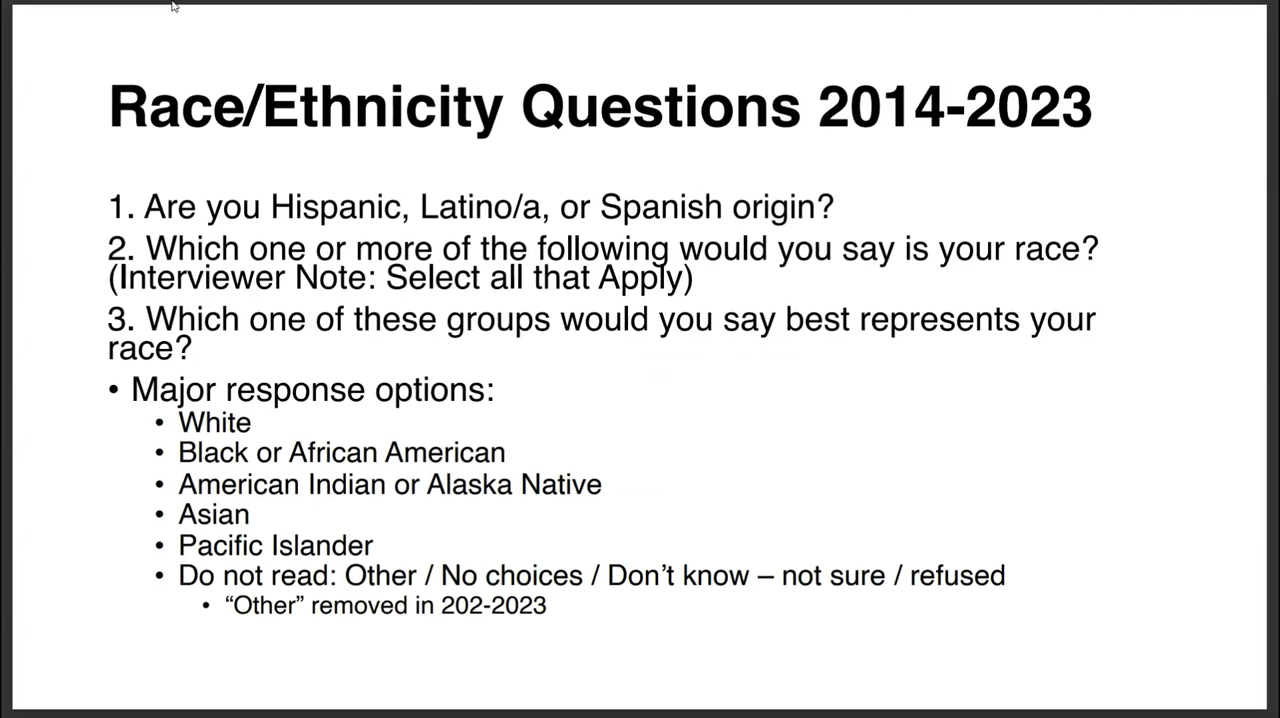 Race/Ethnicity Questions 2014-2023
1. Are you Hispanic, Latino/a, or Spanish origin?
2. Which one or more of the following would you say is your race?
(Interviewer Note: Select all that Apply)
3. Which one of these groups would you say best represents your
race?
• Major response options:
• White
• Black or African American
• American Indian or Alaska Native
• Asian
• Pacific Islander
• Do not read: Other / No choices / Don’t know – not sure / refused
• “Other” removed in 202-2023